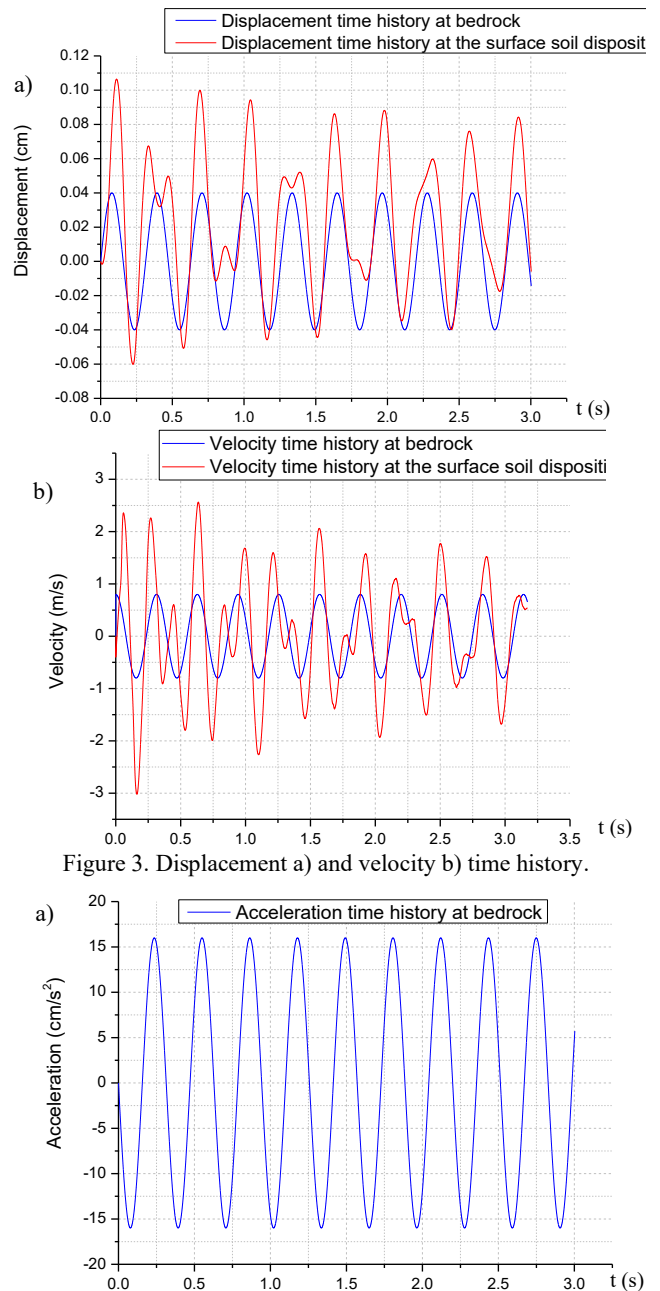 Displacement time history at bedrock
Displacement time history at the surface soil dispositi
a)
0.12
0.10
0.08
0.06
0.04
0.02
0.00
-0.02
-0.04
-0.06
-0.08
Displacement (cm)
0.0 0.5 1.0 1.5 2.0 2.5 3.0
t (s)
Velocity time history at bedrock
Velocity time history at the surface soil dispositi
b)
3
2
1
0
-1
-2
-3
Velocity (m/s)
0.0 0.5 1.0 1.5 2.0 2.5 3.0 3.5
t (s)
Figure 3. Displacement a) and velocity b) time history.
a)
Acceleration time history at bedrock
20
15
10
5
0
-5
-10
-15
-20
Acceleration (cm/s²)
0.0 0.5 1.0 1.5 2.0 2.5 3.0
t (s)